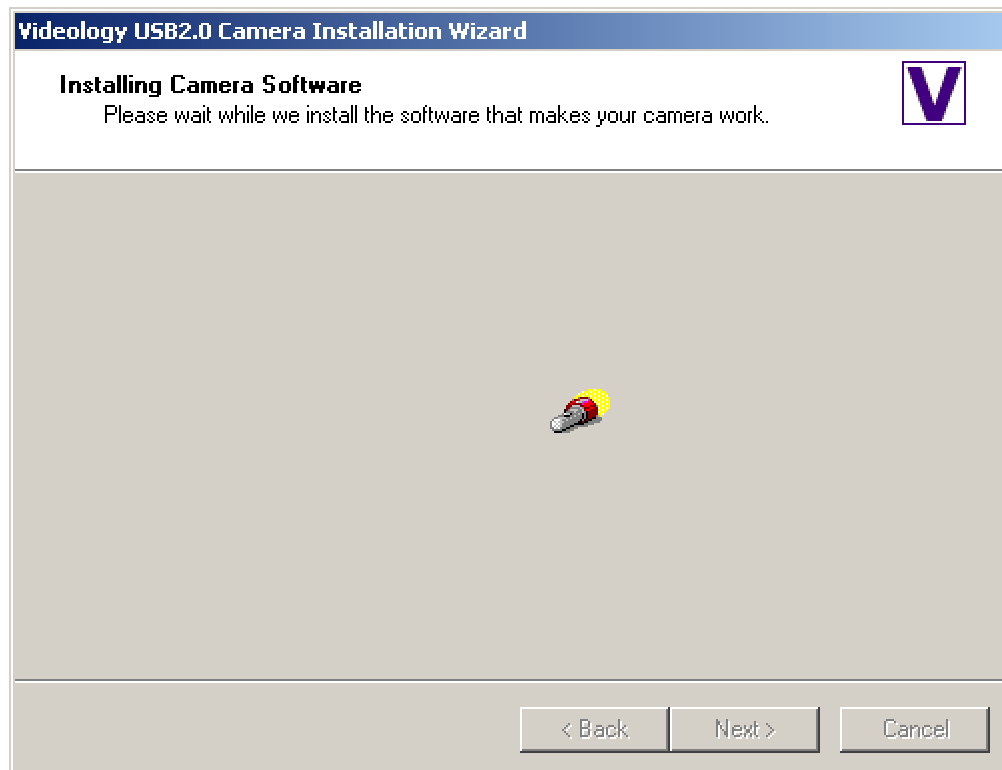 Videology USB2.0 Camera Installation Wizard
Installing Camera Software
Please wait while we install the software that makes your camera work.
V
< Back
Next >
Cancel